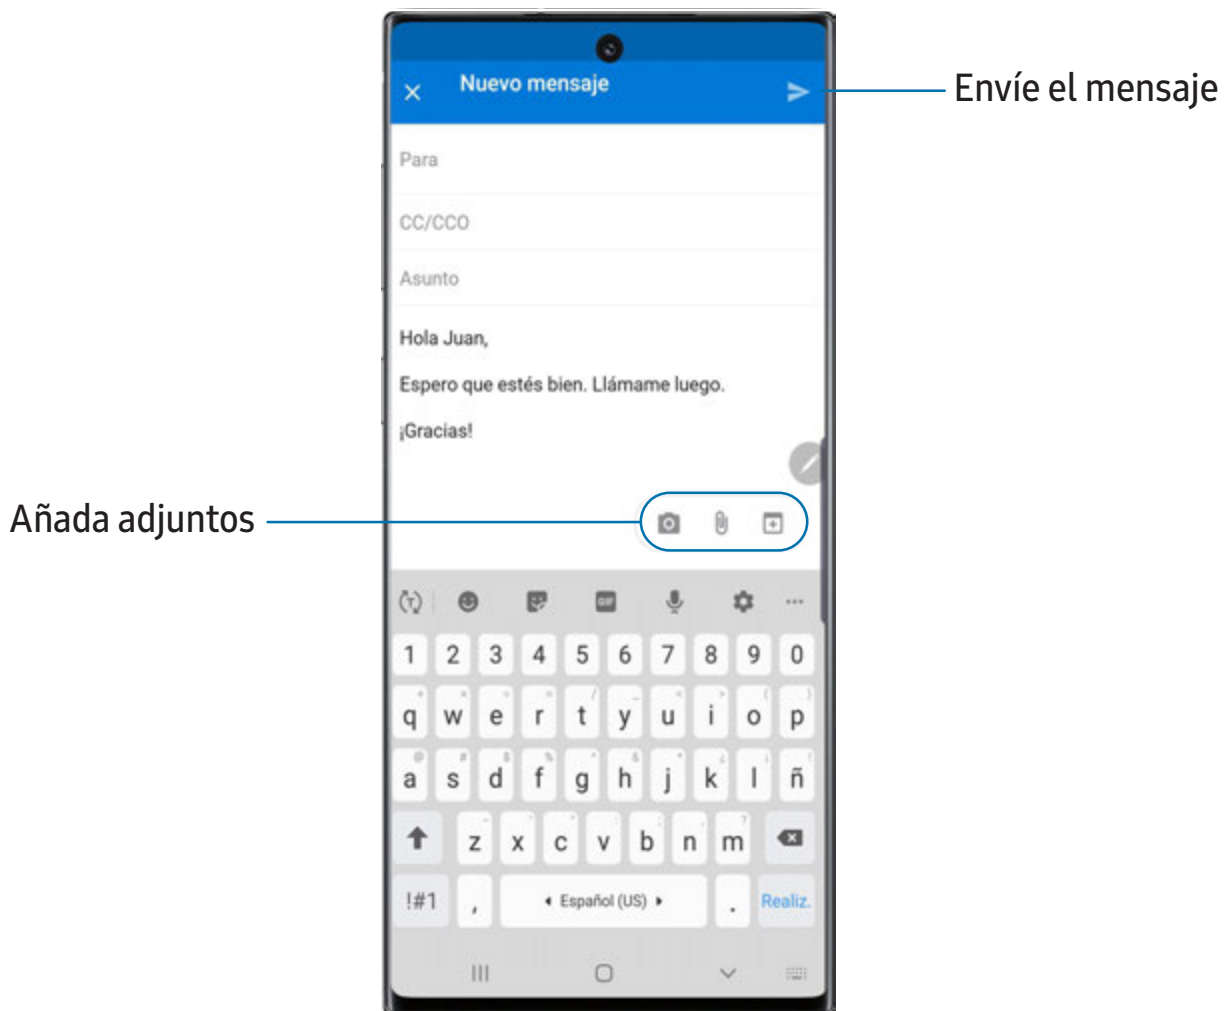 Nuevo mensaje
Envíe el mensaje
Para
CC/CCO
Asunto
Hola Juan,
Espero que estés bien. Llámame luego.
¡Gracias!
Añada adjuntos
GIF
1 2 3 4 5 6 7 8 9 0
q w e r t y u i o p
a s d f g h j k l ñ
z x c v b n m
!#1 , Español (US) . Realiz.